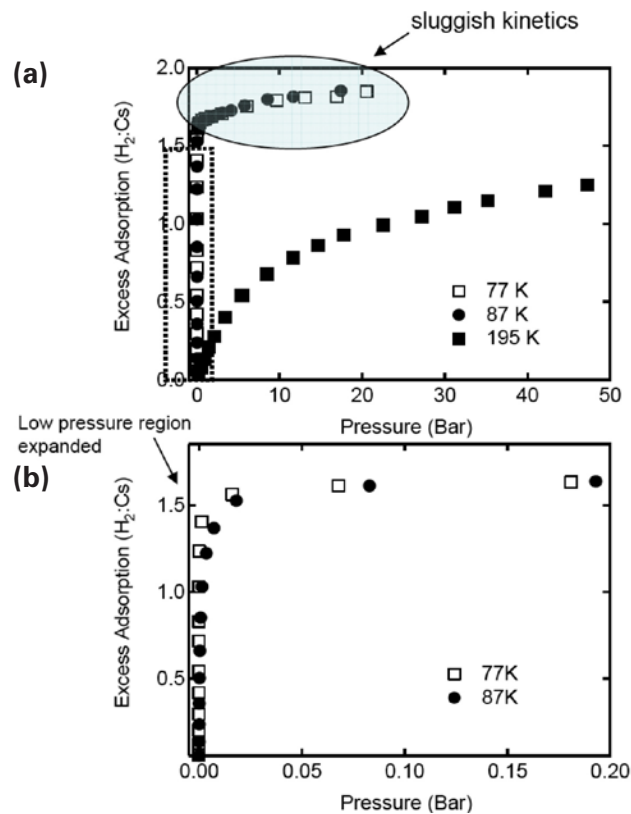 sluggish kinetics
(a)
2.0
1.5
1.0
0.5
0.0
Excess Adsorption (H₂:Cs)
77 K
87 K
195 K
0 10 20 30 40 50
Pressure (Bar)
Low pressure region
expanded
(b)
1.5
1.0
0.5
Excess Adsorption (H₂:Cs)
77K
87K
0.00 0.05 0.10 0.15 0.20
Pressure (Bar)